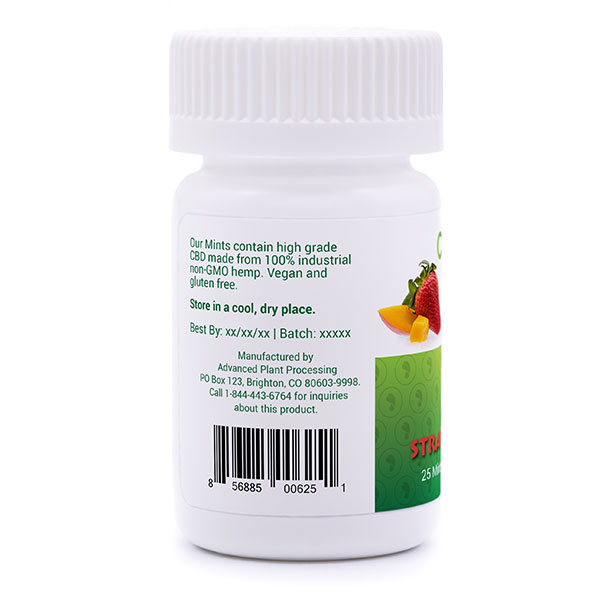 Our Mints contain high grade
CBD made from 100% industrial
non-GMO hemp. Vegan and
gluten free.
Store in a cool, dry place.
Best By: xx/xx/xx | Batch: xxxxx
Manufactured by
Advanced Plant Processing
PO Box 123, Brighton, CO 80603-9998.
Call 1-844-443-6764 for inquiries
about this product.
8 56885 00625 1
25